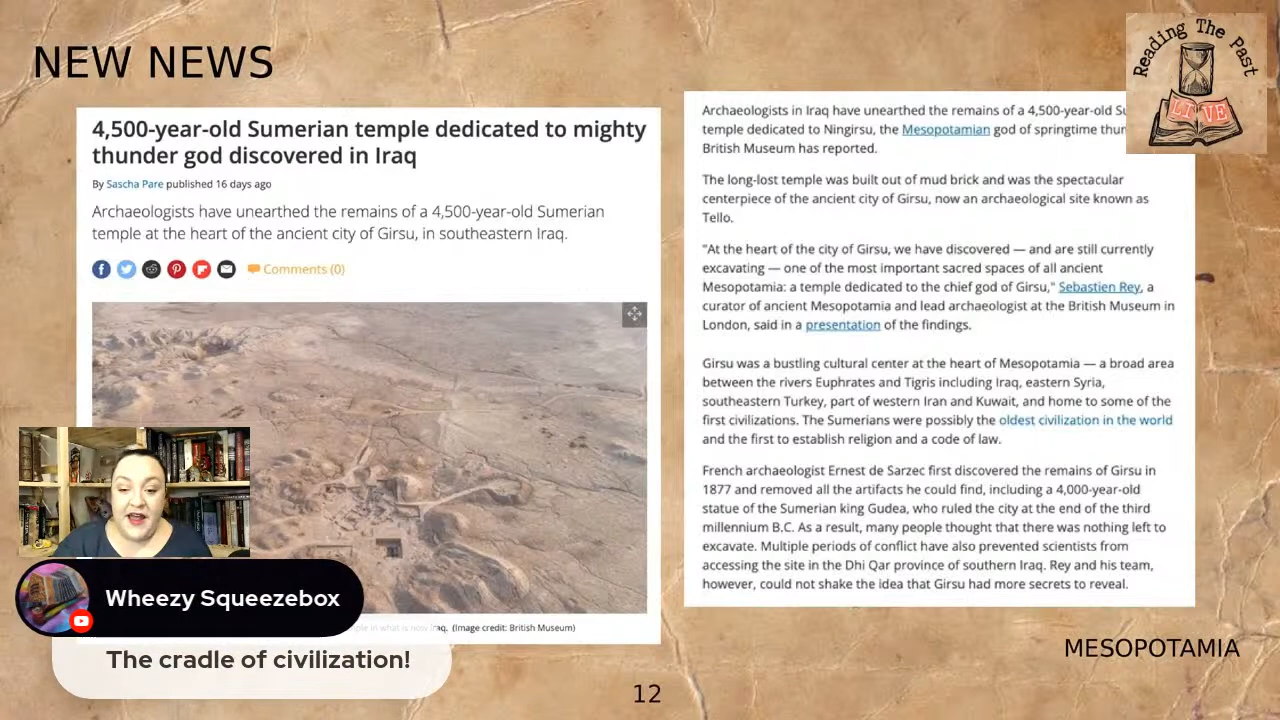 NEW NEWS
Reading The Past
LIVE
4,500-year-old Sumerian temple dedicated to mighty
thunder god discovered in Iraq
By Sascha Pare published 16 days ago
Archaeologists have unearthed the remains of a 4,500-year-old Sumerian
temple at the heart of the ancient city of Girsu, in southeastern Iraq.
Comments (0)
ple in what is now Iraq. (Image credit: British Museum)
Archaeologists in Iraq have unearthed the remains of a 4,500-year-old Su
temple dedicated to Ningirsu, the Mesopotamian god of springtime thun
British Museum has reported.
The long-lost temple was built out of mud brick and was the spectacular
centerpiece of the ancient city of Girsu, now an archaeological site known as
Tello.
"At the heart of the city of Girsu, we have discovered — and are still currently
excavating — one of the most important sacred spaces of all ancient
Mesopotamia: a temple dedicated to the chief god of Girsu," Sebastien Rey, a
curator of ancient Mesopotamia and lead archaeologist at the British Museum in
London, said in a presentation of the findings.
Girsu was a bustling cultural center at the heart of Mesopotamia — a broad area
between the rivers Euphrates and Tigris including Iraq, eastern Syria,
southeastern Turkey, part of western Iran and Kuwait, and home to some of the
first civilizations. The Sumerians were possibly the oldest civilization in the world
and the first to establish religion and a code of law.
French archaeologist Ernest de Sarzec first discovered the remains of Girsu in
1877 and removed all the artifacts he could find, including a 4,000-year-old
statue of the Sumerian king Gudea, who ruled the city at the end of the third
millennium B.C. As a result, many people thought that there was nothing left to
excavate. Multiple periods of conflict have also prevented scientists from
accessing the site in the Dhi Qar province of southern Iraq. Rey and his team,
however, could not shake the idea that Girsu had more secrets to reveal.
Wheezy Squeezebox
The cradle of civilization!
MESOPOTAMIA
12